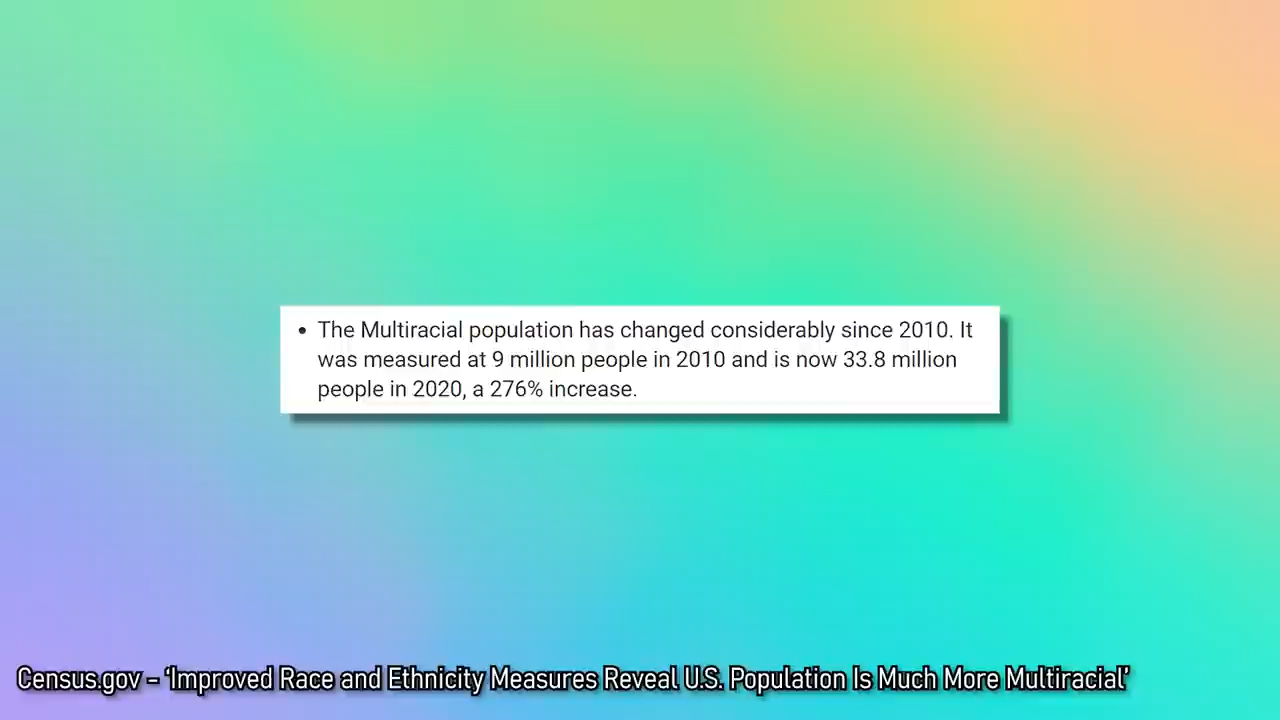 • The Multiracial population has changed considerably since 2010. It
was measured at 9 million people in 2010 and is now 33.8 million
people in 2020, a 276% increase.
Census.gov - 'Improved Race and Ethnicity Measures Reveal U.S. Population Is Much More Multiracial'